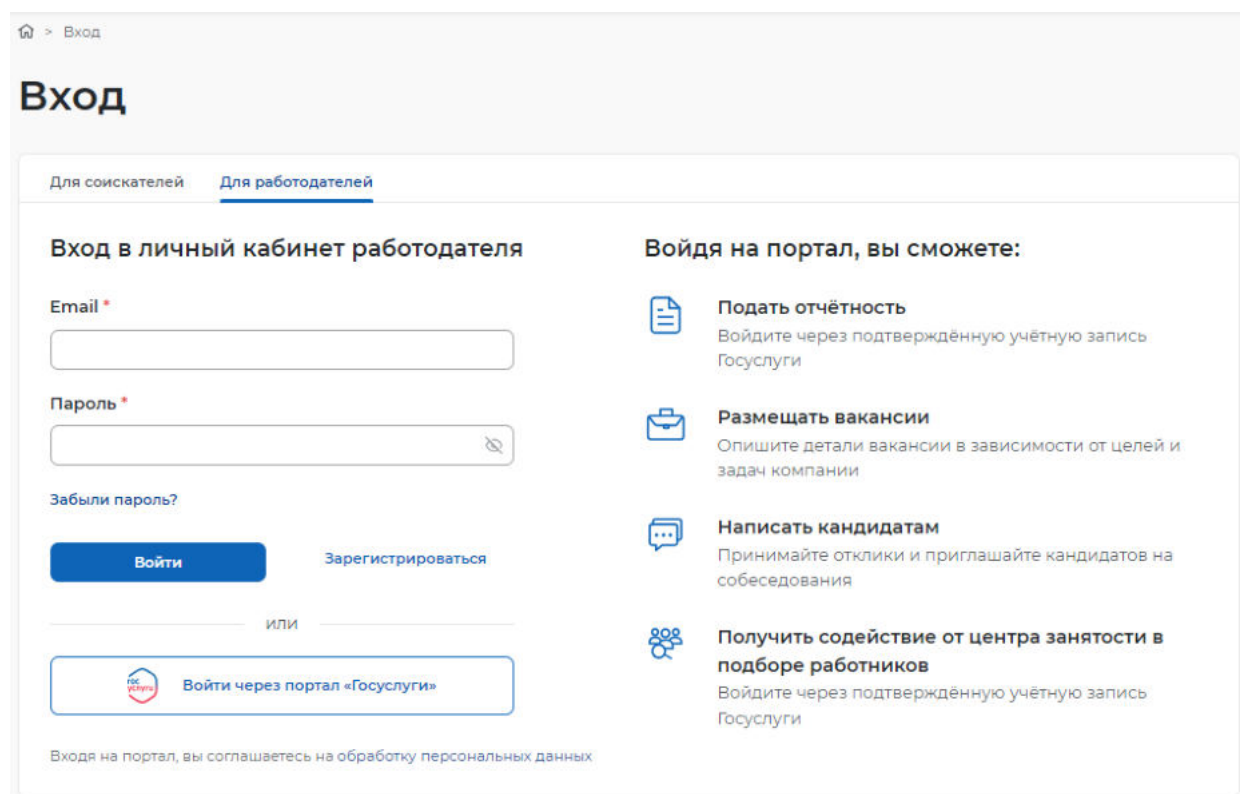 > Вход
Вход
Для соискателей Для работодателей
Вход в личный кабинет работодателя
Email *
Пароль *
Забыли пароль?
Войти Зарегистрироваться
или
гос услуги
Войти через портал «Госуслуги»
Входя на портал, вы соглашаетесь на обработку персональных данных
Войдя на портал, вы сможете:
Подать отчётность
Войдите через подтверждённую учётную запись
Госуслуги
Размещать вакансии
Опишите детали вакансии в зависимости от целей и
задач компании
Написать кандидатам
Принимайте отклики и приглашайте кандидатов на
собеседования
Получить содействие от центра занятости в
подборе работников
Войдите через подтверждённую учётную запись
Госуслуги